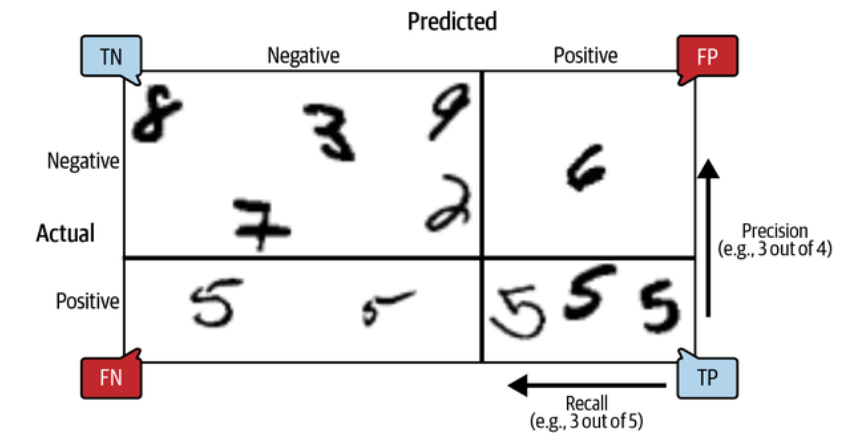 Predicted
TN
Negative
Positive
FP
8
3
9
Negative
6
7
2
Actual
Precision
(e.g., 3 out of 4)
Positive
5
5
5
5
5
FN
TP
Recall
(e.g., 3 out of 5)